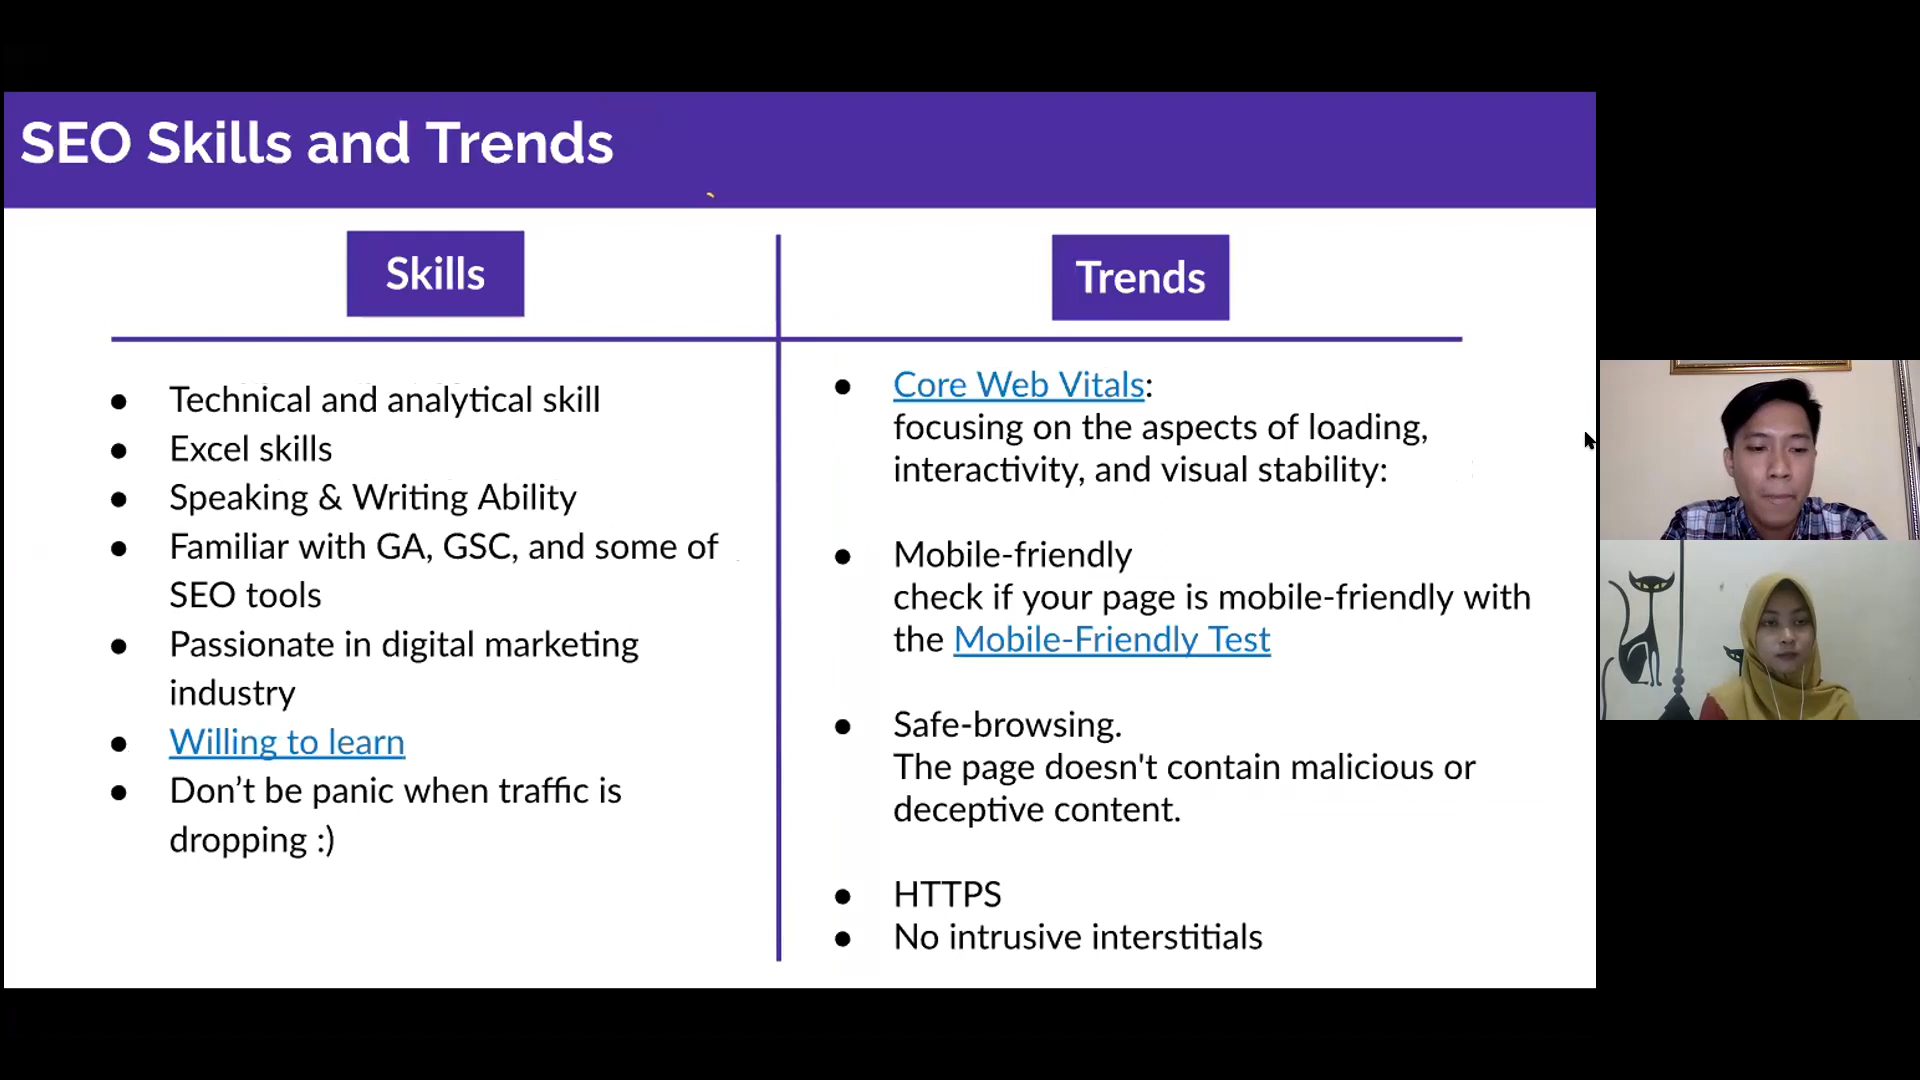 SEO Skills and Trends
Skills
● Technical and analytical skill
● Excel skills
● Speaking & Writing Ability
● Familiar with GA, GSC, and some of
SEO tools
● Passionate in digital marketing
industry
● Willing to learn
● Don’t be panic when traffic is
dropping :)
Trends
● Core Web Vitals:
focusing on the aspects of loading,
interactivity, and visual stability:
● Mobile-friendly
check if your page is mobile-friendly with
the Mobile-Friendly Test
● Safe-browsing.
The page doesn't contain malicious or
deceptive content.
● HTTPS
● No intrusive interstitials